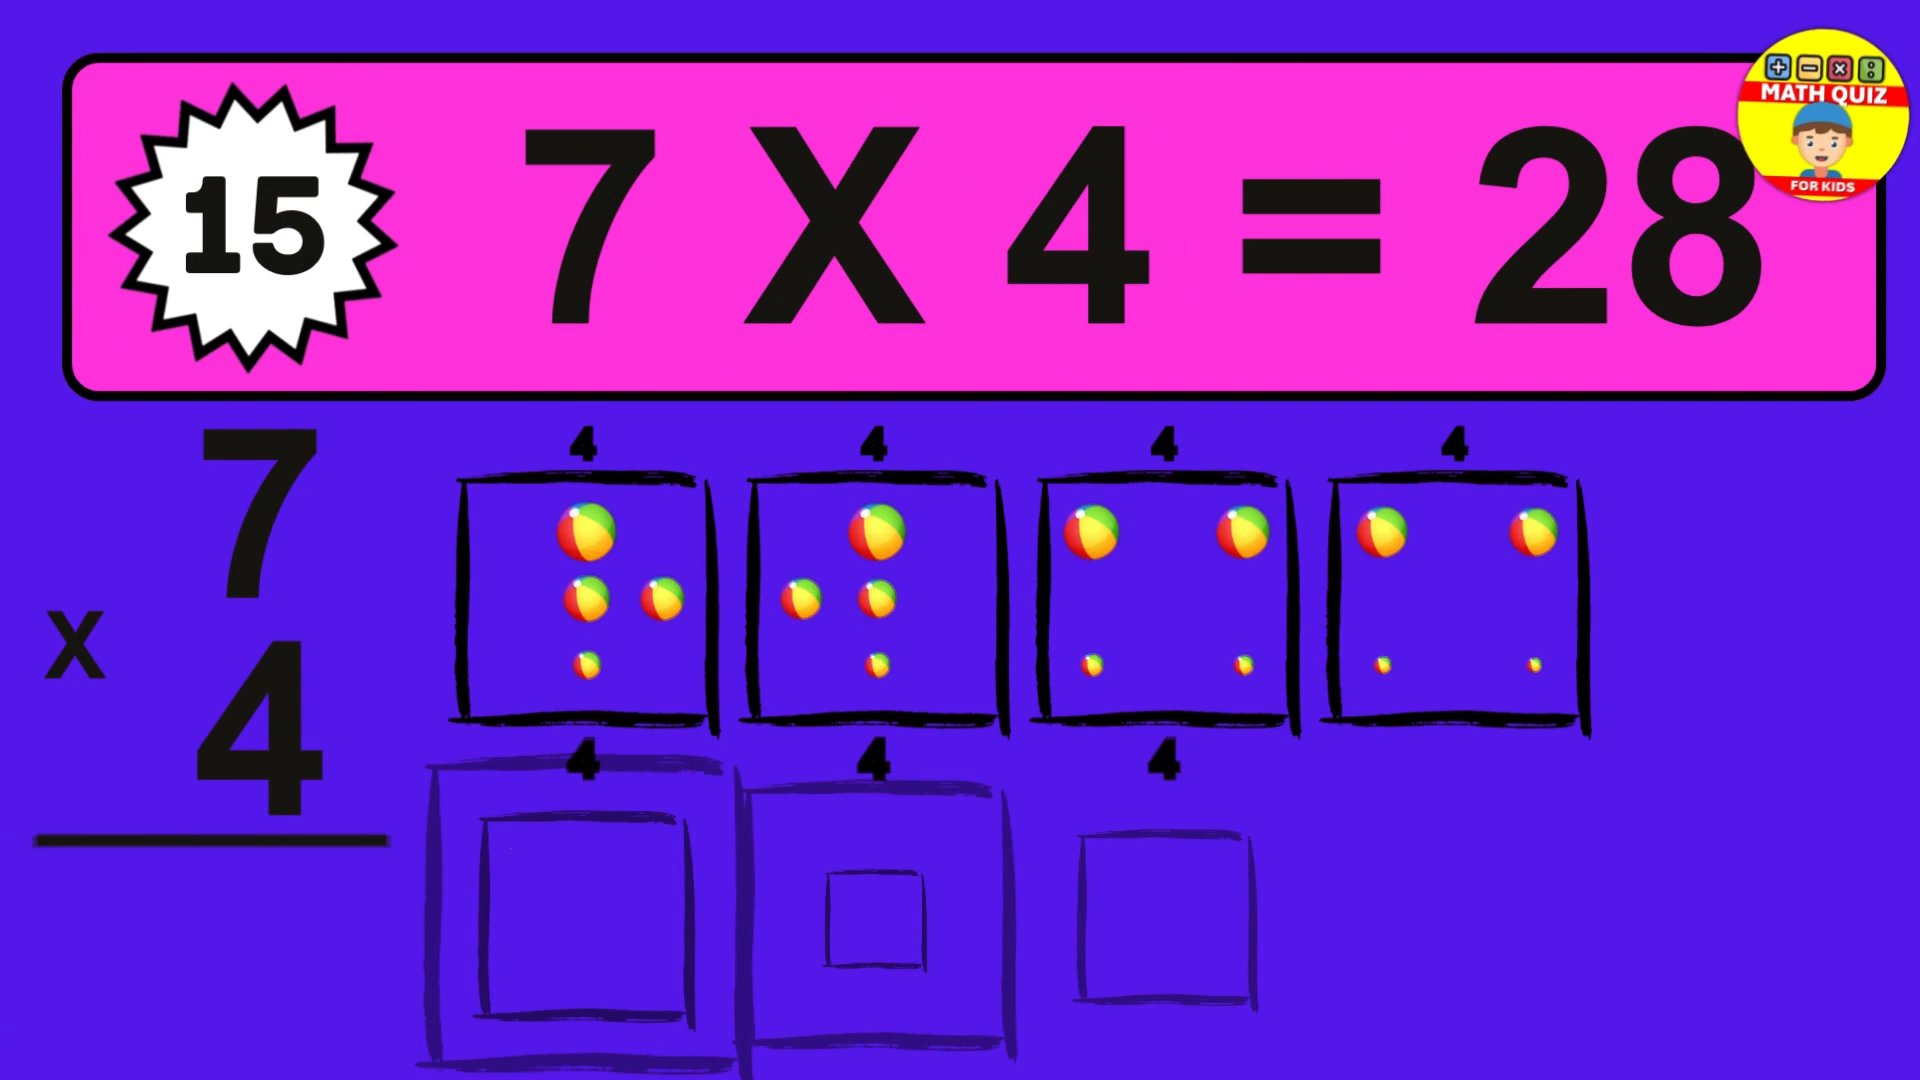 15
7 X 4 = 28
MATH QUIZ
FOR KIDS
7
X
4
4 4 4 4
4 4 4